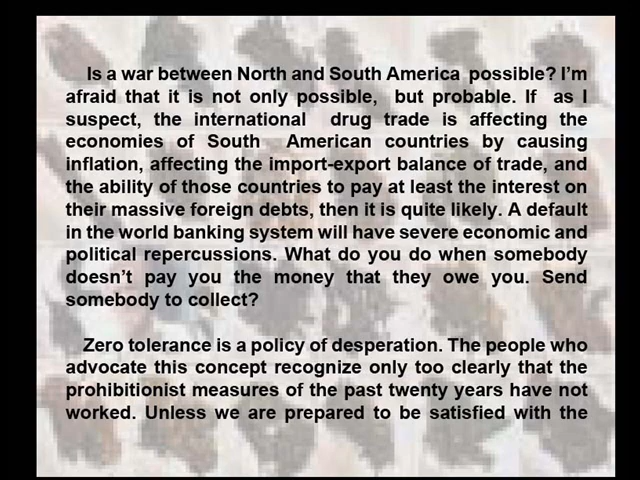 Is a war between North and South America possible? I'm
afraid that it is not only possible, but probable. If as I
suspect, the international drug trade is affecting the
economies of South American countries by causing
inflation, affecting the import-export balance of trade, and
the ability of those countries to pay at least the interest on
their massive foreign debts, then it is quite likely. A default
in the world banking system will have severe economic and
political repercussions. What do you do when somebody
doesn't pay you the money that they owe you. Send
somebody to collect?
Zero tolerance is a policy of desperation. The people who
advocate this concept recognize only too clearly that the
prohibitionist measures of the past twenty years have not
worked. Unless we are prepared to be satisfied with the